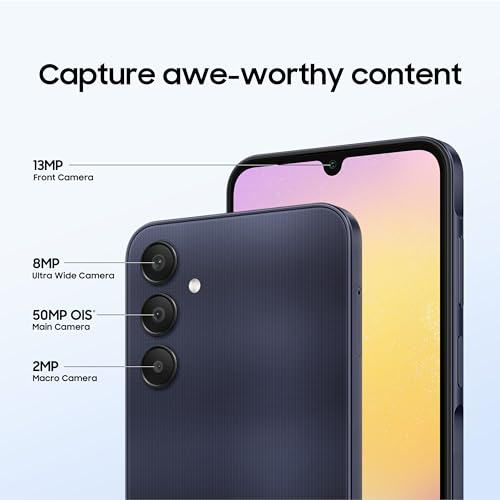 Capture awe-worthy content
13MP
Front Camera
8MP
Ultra Wide Camera
50MP OIS*
Main Camera
2MP
Macro Camera